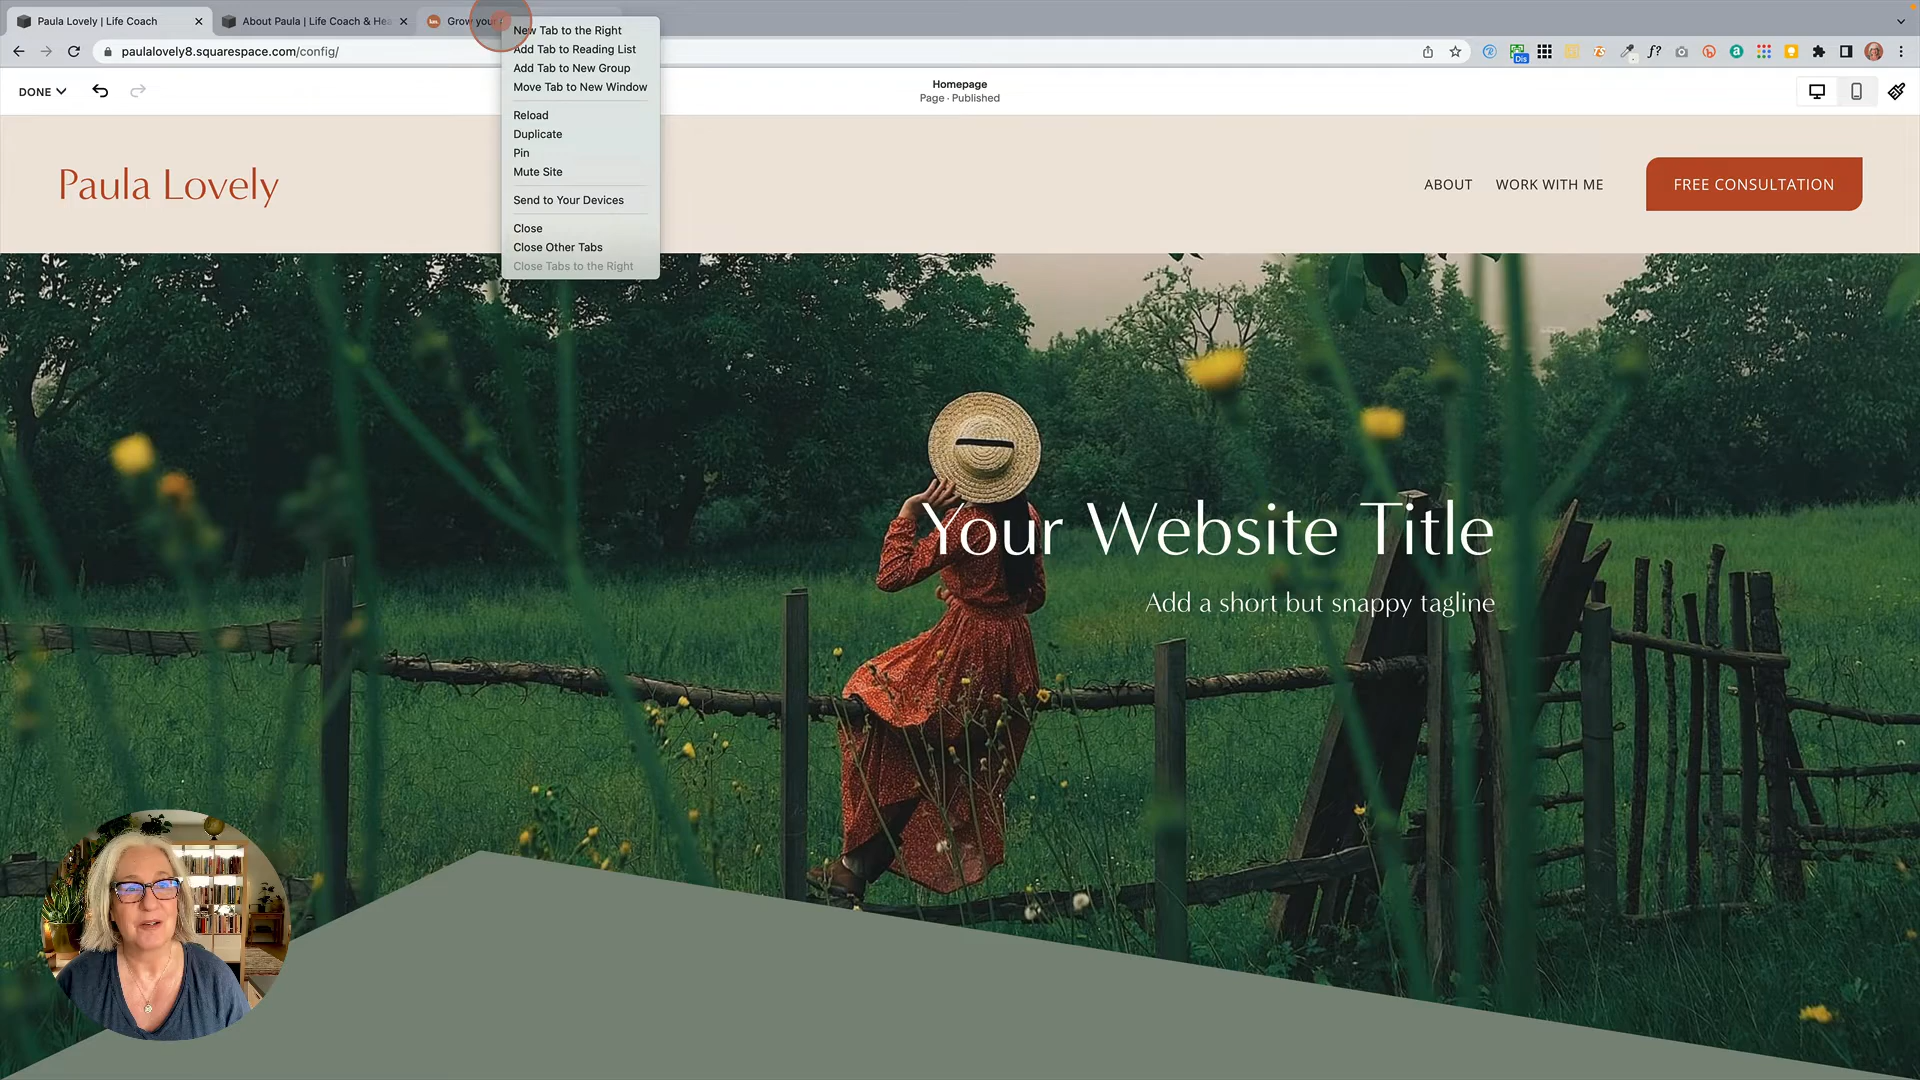 Paula Lovely | Life Coach
About Paula | Life Coach & Hea
Grow your
paulalovely8.squarespace.com/config/
New Tab to the Right
Add Tab to Reading List
Add Tab to New Group
Move Tab to New Window
Reload
Duplicate
Pin
Mute Site
Send to Your Devices
Close
Close Other Tabs
Close Tabs to the Right
DONE
Homepage
Page · Published
Dis
f?
Paula Lovely
ABOUT
WORK WITH ME
FREE CONSULTATION
Your Website Title
Add a short but snappy tagline